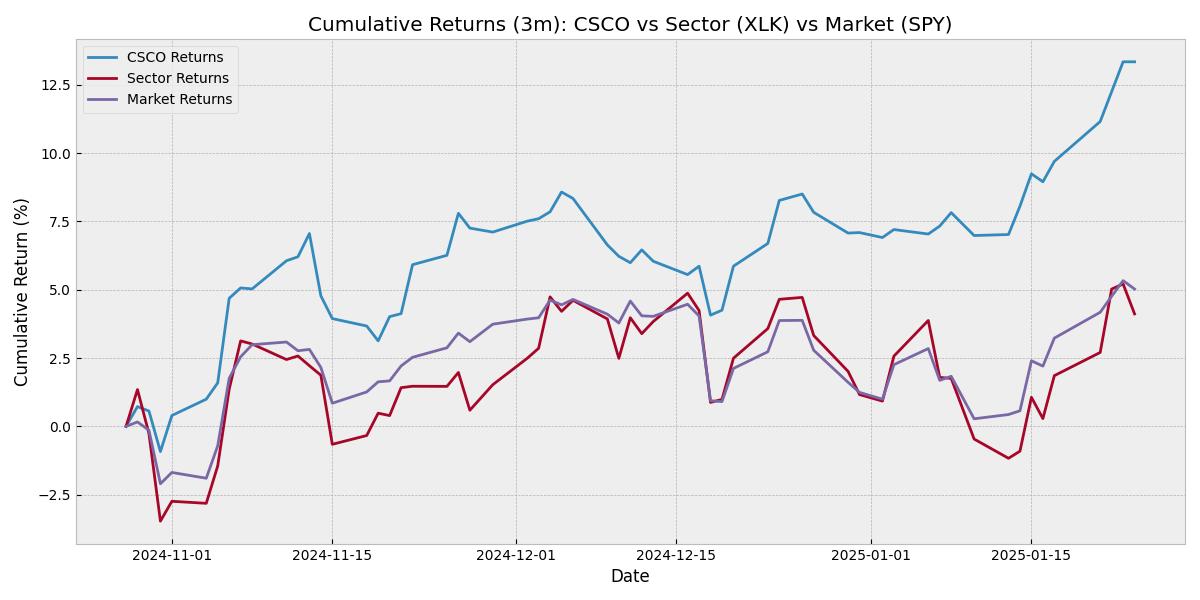 Cumulative Returns (3m): CSCO vs Sector (XLK) vs Market (SPY)
CSCO Returns
Sector Returns
Market Returns
Cumulative Return (%)
12.5
10.0
7.5
5.0
2.5
0.0
−2.5
2024-11-01
2024-11-15
2024-12-01
2024-12-15
2025-01-01
2025-01-15
Date